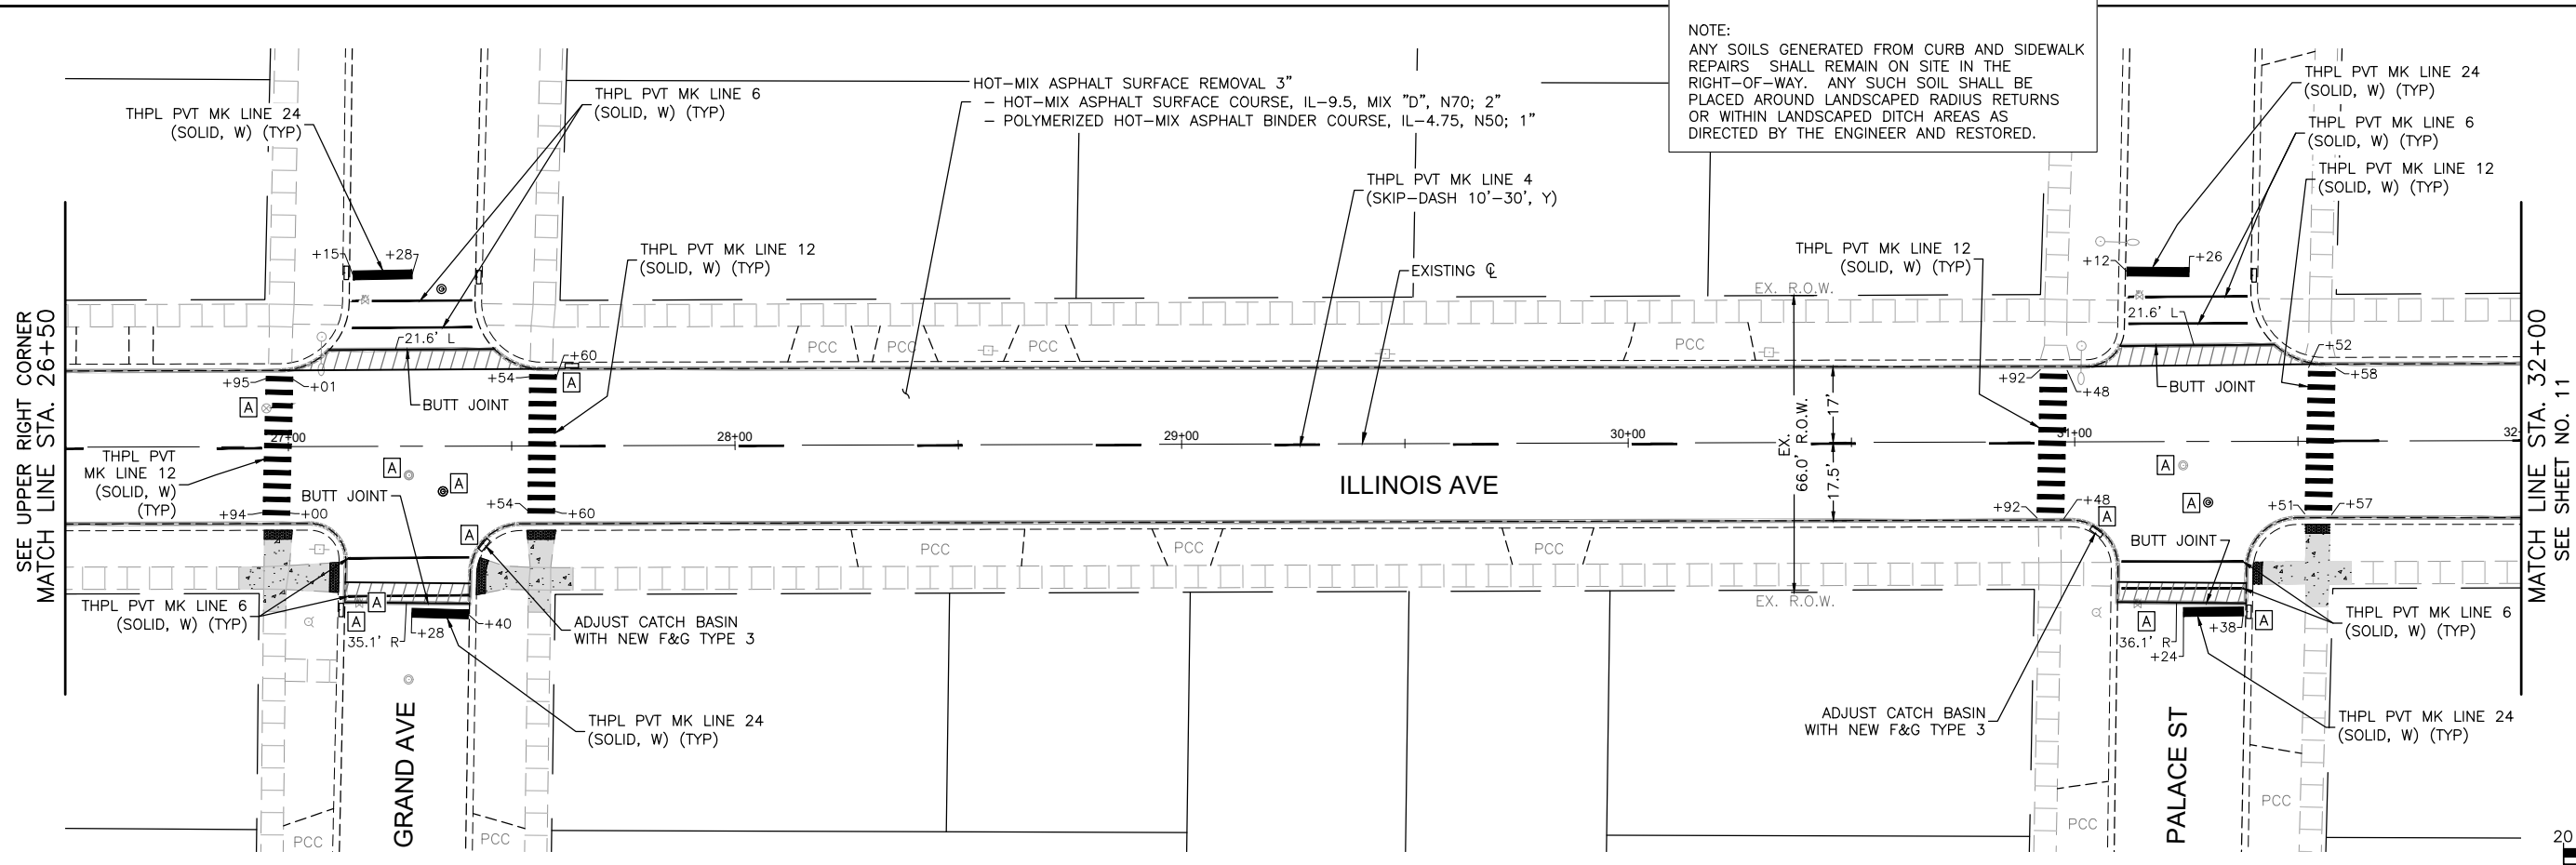 NOTE:
ANY SOILS GENERATED FROM CURB AND SIDEWALK
REPAIRS SHALL REMAIN ON SITE IN THE
RIGHT-OF-WAY. ANY SUCH SOIL SHALL BE
PLACED AROUND LANDSCAPED RADIUS RETURNS
OR WITHIN LANDSCAPED DITCH AREAS AS
DIRECTED BY THE ENGINEER AND RESTORED.
THPL PVT MK LINE 24
(SOLID, W) (TYP)
THPL PVT MK LINE 6
(SOLID, W) (TYP)
HOT-MIX ASPHALT SURFACE REMOVAL 3"
- HOT-MIX ASPHALT SURFACE COURSE, IL-9.5, MIX "D", N70; 2"
- POLYMERIZED HOT-MIX ASPHALT BINDER COURSE, IL-4.75, N50; 1"
THPL PVT MK LINE 24
(SOLID, W) (TYP)
THPL PVT MK LINE 6
(SOLID, W) (TYP)
THPL PVT MK LINE 12
(SOLID, W) (TYP)
THPL PVT MK LINE 4
(SKIP-DASH 10'-30', Y)
THPL PVT MK LINE 12
(SOLID, W) (TYP)
THPL PVT MK LINE 12
(SOLID, W) (TYP)
EXISTING ℄
+15
+28
+12
+26
EX. R.O.W.
SEE UPPER RIGHT CORNER
MATCH LINE STA. 26+50
MATCH LINE STA. 32+00
SEE SHEET NO. 11
21.6' L
21.6' L
PCC
PCC
PCC
PCC
+60
+52
+95
+01
+54
A
+92
+48
+58
A
BUTT JOINT
BUTT JOINT
EX.
66.0' R.O.W.
17'
17.5'
27+00
28+00
29+00
30+00
31+00
32
THPL PVT
MK LINE 12
(SOLID, W)
(TYP)
A
A
A
A
BUTT JOINT
ILLINOIS AVE
+94
+00
+54
+60
+92
+48
+51
+57
A
A
BUTT JOINT
PCC
PCC
PCC
THPL PVT MK LINE 6
(SOLID, W) (TYP)
A
A
35.1' R
+28
+40
EX. R.O.W.
ADJUST CATCH BASIN
WITH NEW F&G TYPE 3
A
A
36.1' R
+24
+38
THPL PVT MK LINE 6
(SOLID, W) (TYP)
THPL PVT MK LINE 24
(SOLID, W) (TYP)
ADJUST CATCH BASIN
WITH NEW F&G TYPE 3
THPL PVT MK LINE 24
(SOLID, W) (TYP)
GRAND AVE
PALACE ST
PCC
PCC
PCC
PCC
20